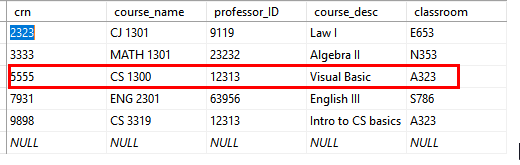 crn course_name professor_ID course_desc classroom
2323 CJ 1301 9119 Law I E653
3333 MATH 1301 23232 Algebra II N353
5555 CS 1300 12313 Visual Basic A323
7931 ENG 2301 63956 English III S786
9898 CS 3319 12313 Intro to CS basics A323
NULL NULL NULL NULL NULL